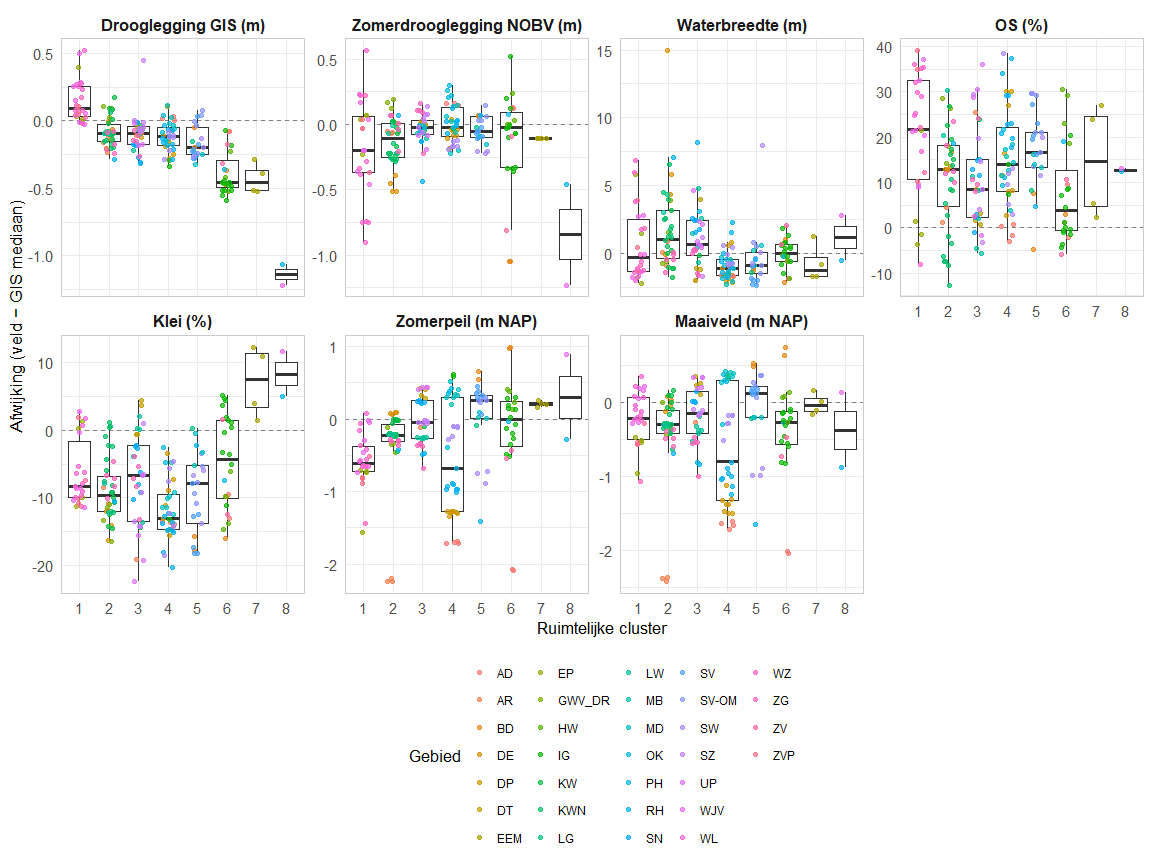 Drooglegging GIS (m)
Zomerdrooglegging NOBV (m)
Waterbreedte (m)
OS (%)
0.5
0.0
-0.5
-1.0
0.5
0.0
-0.5
-1.0
15
10
5
0
40
30
20
10
0
-10
1 2 3 4 5 6 7 8
Klei (%)
Zomerpeil (m NAP)
Maaiveld (m NAP)
10
0
-10
-20
1
0
-1
-2
0
-1
-2
1 2 3 4 5 6 7 8
1 2 3 4 5 6 7 8
1 2 3 4 5 6 7 8
Afwijking (veld − GIS mediaan)
Ruimtelijke cluster
Gebied
AD
AR
BD
DE
DP
DT
EEM
EP
GWV_DR
HW
IG
KW
KWN
LG
LW
MB
MD
OK
PH
RH
SN
SV
SV-OM
SW
SZ
UP
WJV
WL
WZ
ZG
ZV
ZVP